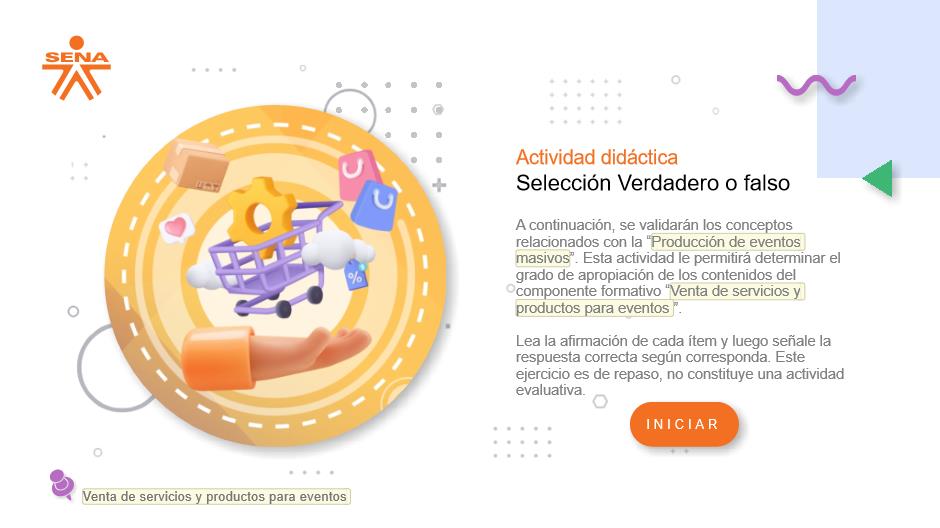 SENA
Actividad didáctica
Selección Verdadero o falso
A continuación, se validarán los conceptos
relacionados con la “Producción de eventos
masivos”. Esta actividad le permitirá determinar el
grado de apropiación de los contenidos del
componente formativo “Venta de servicios y
productos para eventos ”.
Lea la afirmación de cada ítem y luego señale la
respuesta correcta según corresponda. Este
ejercicio es de repaso, no constituye una actividad
evaluativa.
INICIAR
%
Venta de servicios y productos para eventos